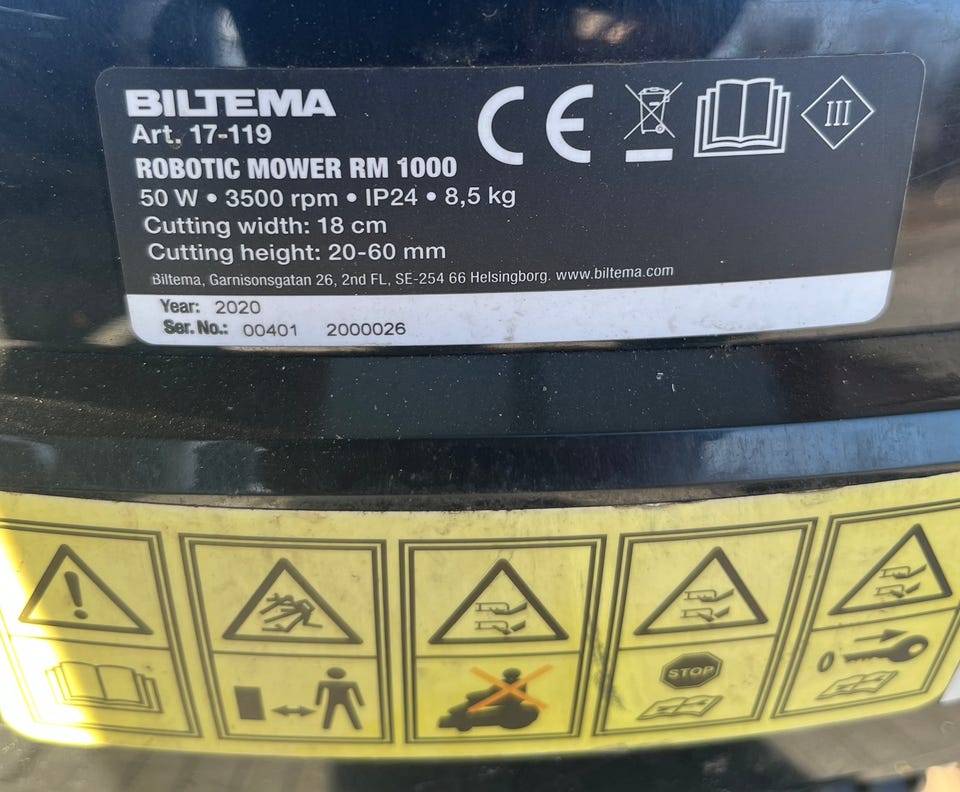 BILTEMA
Art. 17-119
ROBOTIC MOWER RM 1000
50 W • 3500 rpm • IP24 • 8,5 kg
Cutting width: 18 cm
Cutting height: 20-60 mm
Biltema, Garnisonsgatan 26, 2nd FL, SE-254 66 Helsingborg. www.biltema.com
CE
III
Year: 2020
Ser.No.: 00401 2000026
STOP